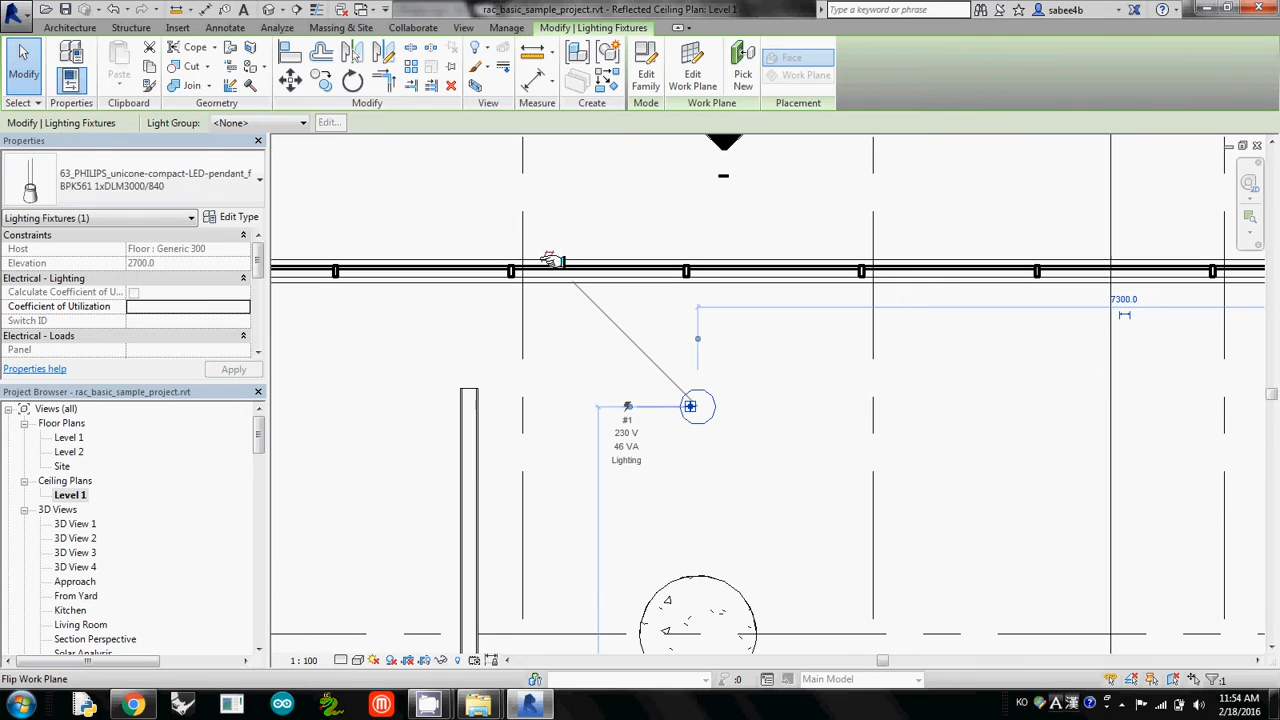 rac_basic_sample_project.rvt - Reflected Ceiling Plan: Level 1
Type a keyword or phrase
sabee4b
Architecture Structure Insert Annotate Analyze Massing & Site Collaborate View Manage Modify | Lighting Fixtures
Modify
Paste
Cope
Cut
Join
Edit Family
Edit Work Plane
Pick New
Face
Work Plane
Select Properties Clipboard Geometry Modify View Measure Create Mode Work Plane Placement
Modify | Lighting Fixtures Light Group: <None> Edit...
Properties
63_PHILIPS_unicone-compact-LED-pendant_f
BPK561 1xDLM3000/840
Lighting Fixtures (1) Edit Type
Constraints
Host Floor : Generic 300
Elevation 2700.0
Electrical - Lighting
Calculate Coefficient of U...
Coefficient of Utilization
Switch ID
Electrical - Loads
Panel
Properties help Apply
Project Browser - rac_basic_sample_project.rvt
Views (all)
Floor Plans
Level 1
Level 2
Site
Ceiling Plans
Level 1
3D Views
3D View 1
3D View 2
3D View 3
3D View 4
Approach
From Yard
Kitchen
Living Room
Section Perspective
Solar Analysis
7300.0
#1
230 V
46 VA
Lighting
1 : 100
Flip Work Plane
:0
Main Model
:1
KO
A
漢
11:54 AM
2/18/2016